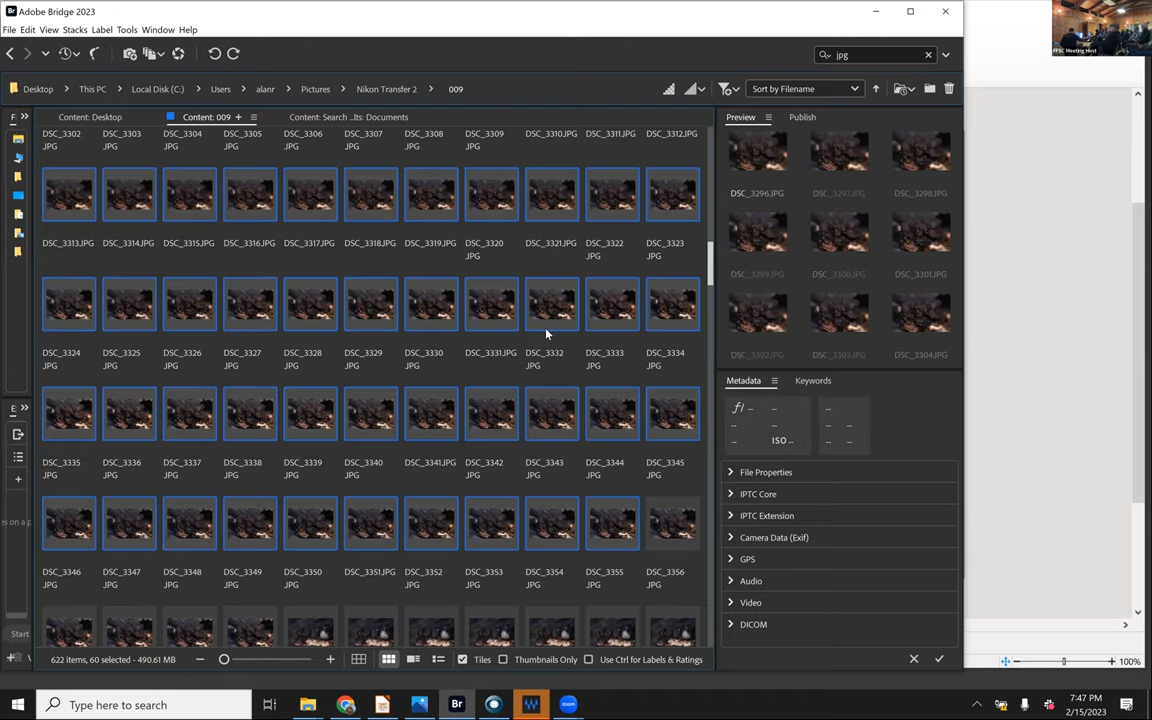 Br Adobe Bridge 2023
File Edit View Stacks Label Tools Window Help
jpg
FFSC Meeting Host
Desktop > This PC > Local Disk (C:) > Users > alanr > Pictures > Nikon Transfer 2 > 009
Sort by Filename
F.
Content: Desktop
Content: 009
Content: Search ...lts: Documents
Preview
Publish
DSC_3302 .JPG DSC_3303 .JPG DSC_3304 .JPG DSC_3305 .JPG DSC_3306 .JPG DSC_3307 .JPG DSC_3308 .JPG DSC_3309 .JPG DSC_3310.JPG DSC_3311.JPG DSC_3312.JPG
DSC_3313.JPG DSC_3314.JPG DSC_3315.JPG DSC_3316.JPG DSC_3317.JPG DSC_3318.JPG DSC_3319.JPG DSC_3320 .JPG DSC_3321.JPG DSC_3322 .JPG DSC_3323 .JPG
DSC_3324 .JPG DSC_3325 .JPG DSC_3326 .JPG DSC_3327 .JPG DSC_3328 .JPG DSC_3329 .JPG DSC_3330 .JPG DSC_3331.JPG DSC_3332 .JPG DSC_3333 .JPG DSC_3334 .JPG
DSC_3335 .JPG DSC_3336 .JPG DSC_3337 .JPG DSC_3338 .JPG DSC_3339 .JPG DSC_3340 .JPG DSC_3341.JPG DSC_3342 .JPG DSC_3343 .JPG DSC_3344 .JPG DSC_3345 .JPG
DSC_3346 .JPG DSC_3347 .JPG DSC_3348 .JPG DSC_3349 .JPG DSC_3350 .JPG DSC_3351.JPG DSC_3352 .JPG DSC_3353 .JPG DSC_3354 .JPG DSC_3355 .JPG DSC_3356 .JPG
DSC_3296.JPG DSC_3297.JPG DSC_3298.JPG
DSC_3299.JPG DSC_3300.JPG DSC_3301.JPG
DSC_3302.JPG DSC_3303.JPG DSC_3304.JPG
Metadata
Keywords
f/ -- -- --
-- -- -- --
-- ISO -- -- --
File Properties
IPTC Core
IPTC Extension
Camera Data (Exif)
GPS
Audio
Video
DICOM
E
es on a p
Start
622 items, 60 selected - 490.61 MB
Tiles
Thumbnails Only
Use Ctrl for Labels & Ratings
100%
Type here to search
Br
zoom
7:47 PM
2/15/2023